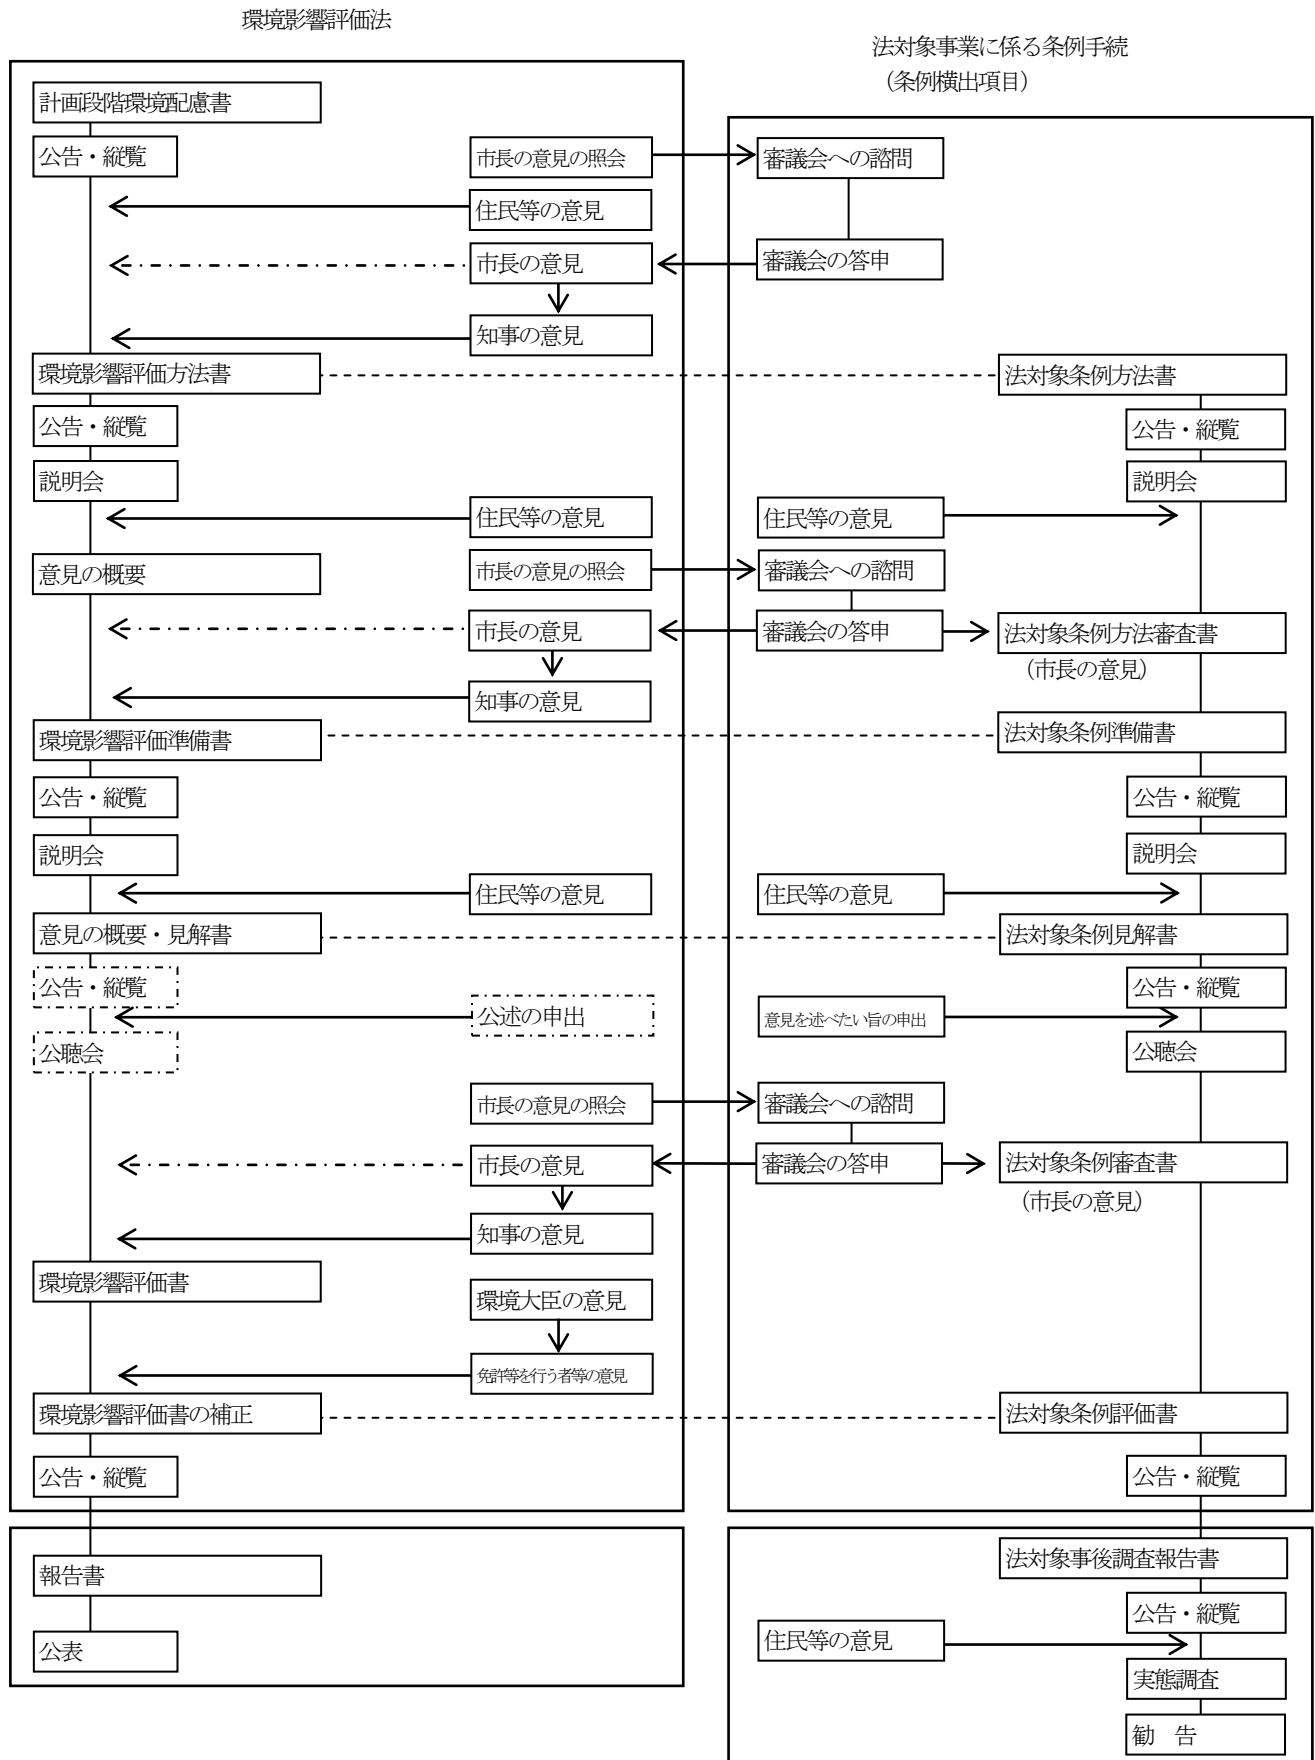 環境影響評価法
法対象事業に係る条例手続
（条例横出項目）
計画段階環境配慮書
公告・縦覧
市長の意見の照会
審議会への諮問
住民等の意見
市長の意見
審議会の答申
知事の意見
環境影響評価方法書
法対象条例方法書
公告・縦覧
公告・縦覧
説明会
説明会
住民等の意見
住民等の意見
意見の概要
市長の意見の照会
審議会への諮問
市長の意見
審議会の答申
法対象条例方法審査書
（市長の意見）
知事の意見
環境影響評価準備書
法対象条例準備書
公告・縦覧
公告・縦覧
説明会
説明会
住民等の意見
住民等の意見
意見の概要・見解書
法対象条例見解書
公告・縦覧
公告・縦覧
公述の申出
意見を述べたい旨の申出
公聴会
公聴会
市長の意見の照会
審議会への諮問
市長の意見
審議会の答申
法対象条例審査書
（市長の意見）
知事の意見
環境影響評価書
環境大臣の意見
免許等を行う者等の意見
環境影響評価書の補正
法対象条例評価書
公告・縦覧
公告・縦覧
報告書
法対象事後調査報告書
公告・縦覧
公表
住民等の意見
実態調査
勧　告